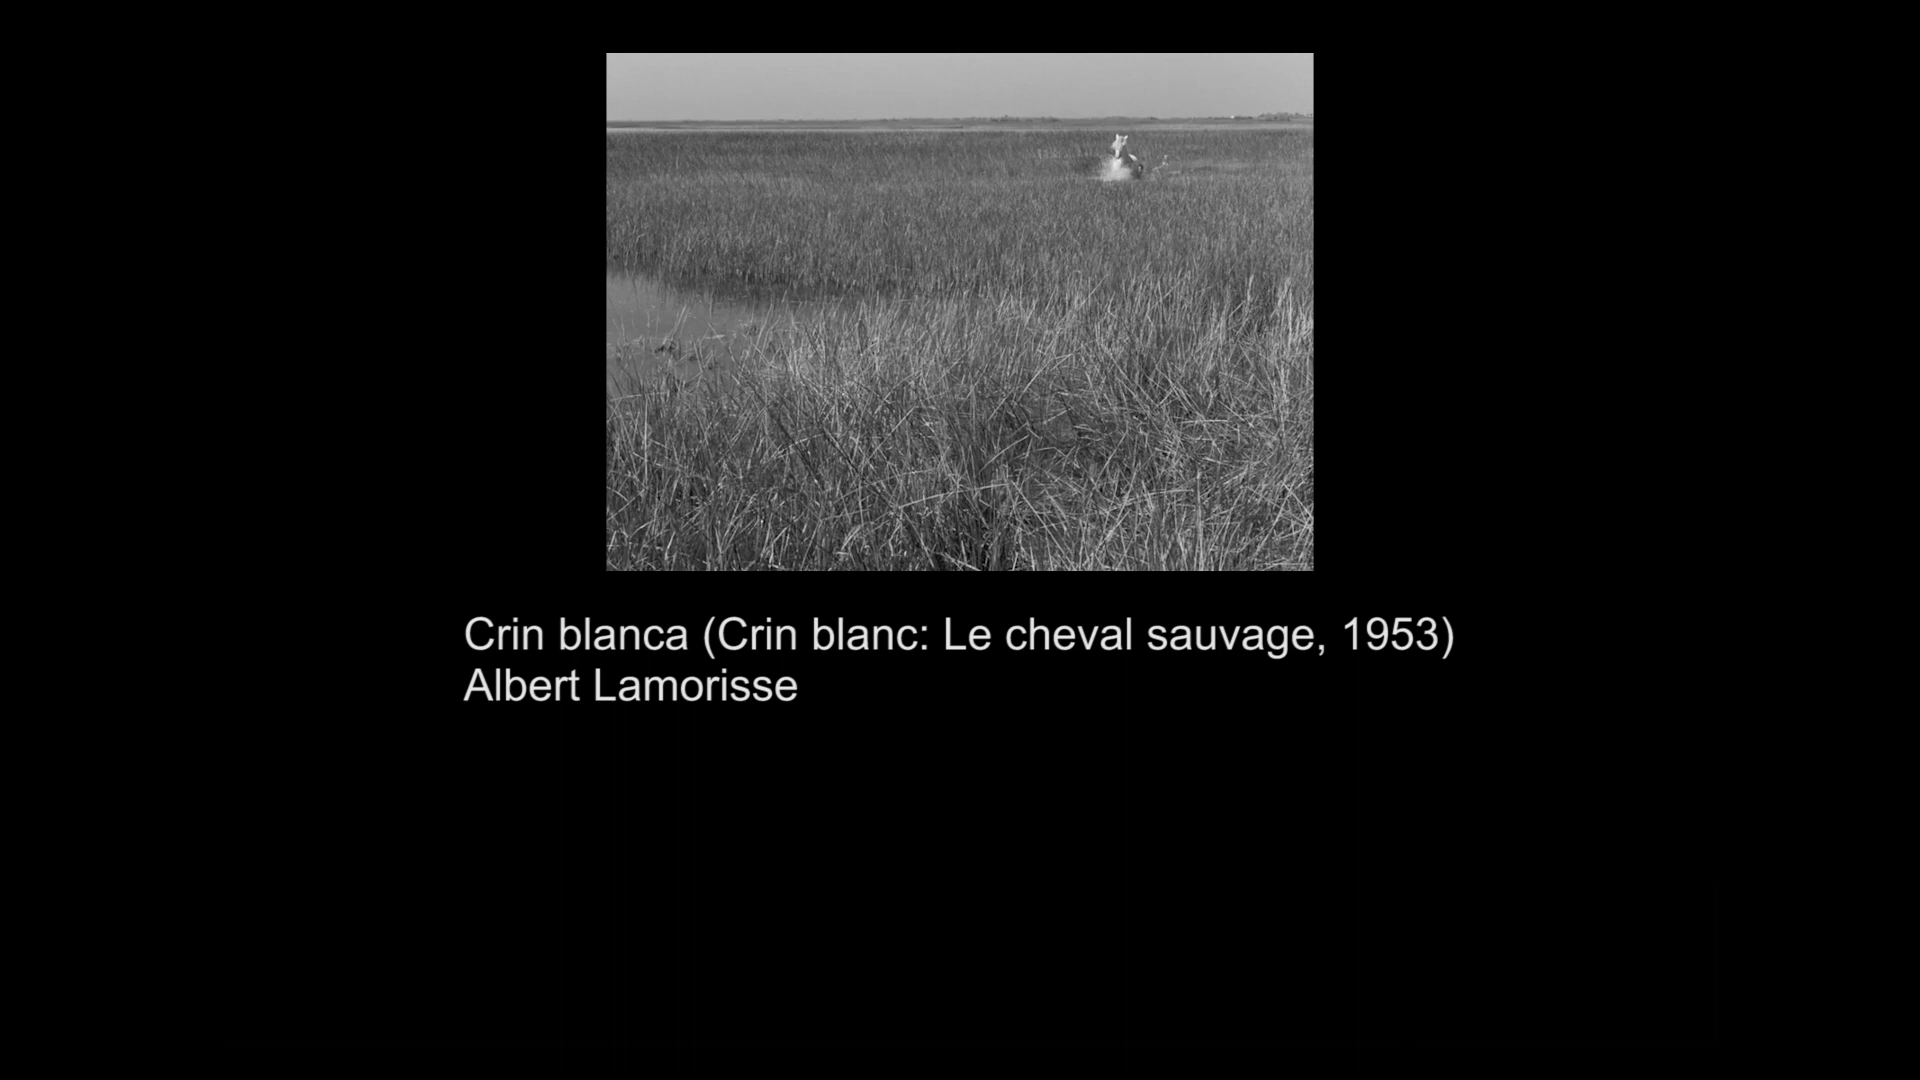 Crin blanca (Crin blanc: Le cheval sauvage, 1953)
Albert Lamorisse